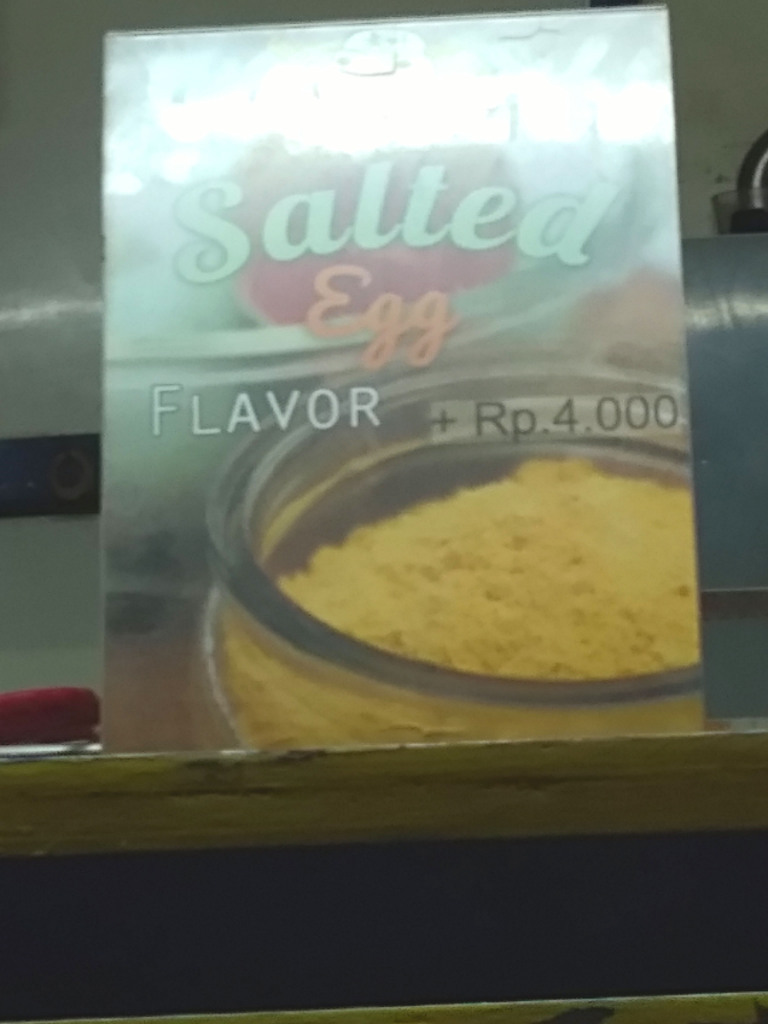 Salted
Egg
FLAVOR + Rp.4.000